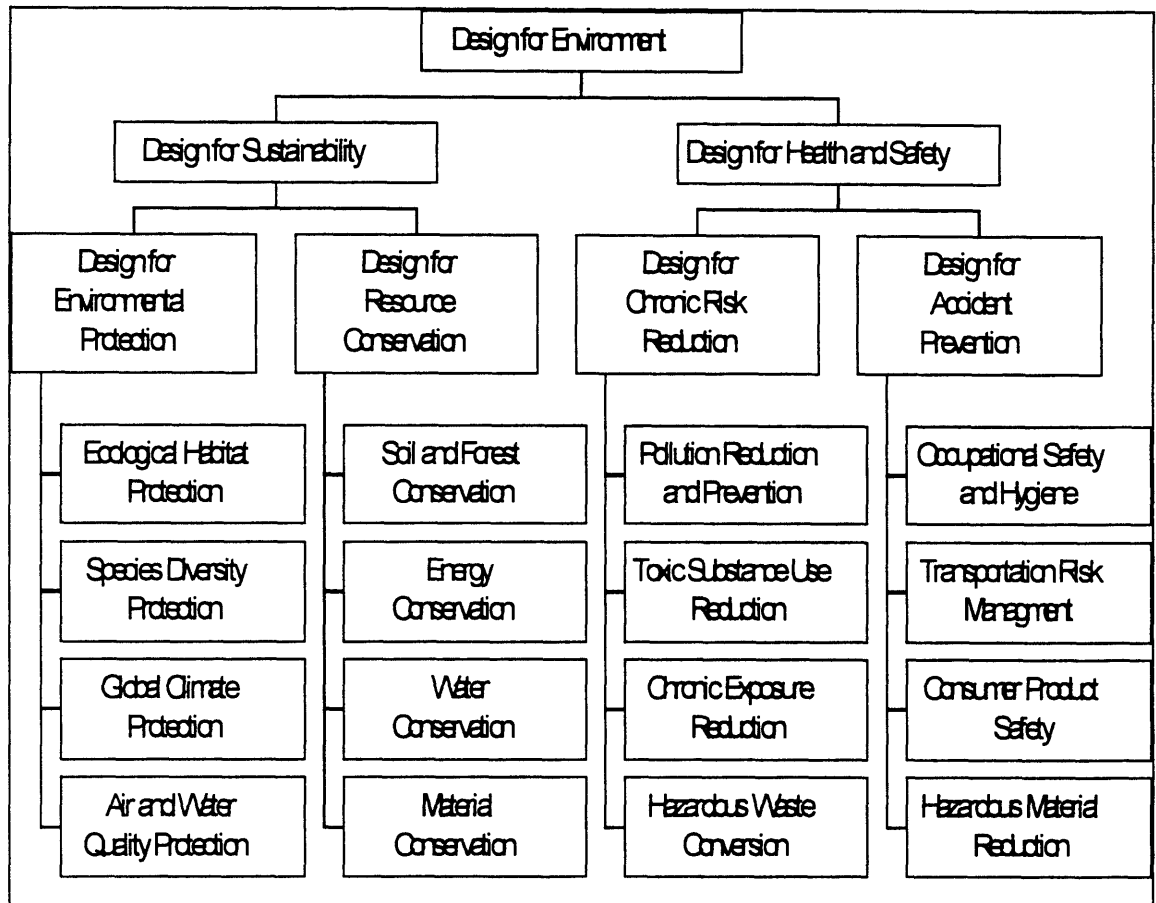 Design for Environment
Design for Sustainability
Design for Health and Safety
Design for
Environmental
Protection
Design for
Resource
Conservation
Design for
Chronic Risk
Reduction
Design for
Accident
Prevention
Ecological Habitat
Protection
Species Diversity
Protection
Global Climate
Protection
Air and Water
Quality Protection
Soil and Forest
Conservation
Energy
Conservation
Water
Conservation
Material
Conservation
Pollution Reduction
and Prevention
Toxic Substance Use
Reduction
Chronic Exposure
Reduction
Hazardous Waste
Conversion
Occupational Safety
and Hygiene
Transportation Risk
Managment
Consumer Product
Safety
Hazardous Material
Reduction